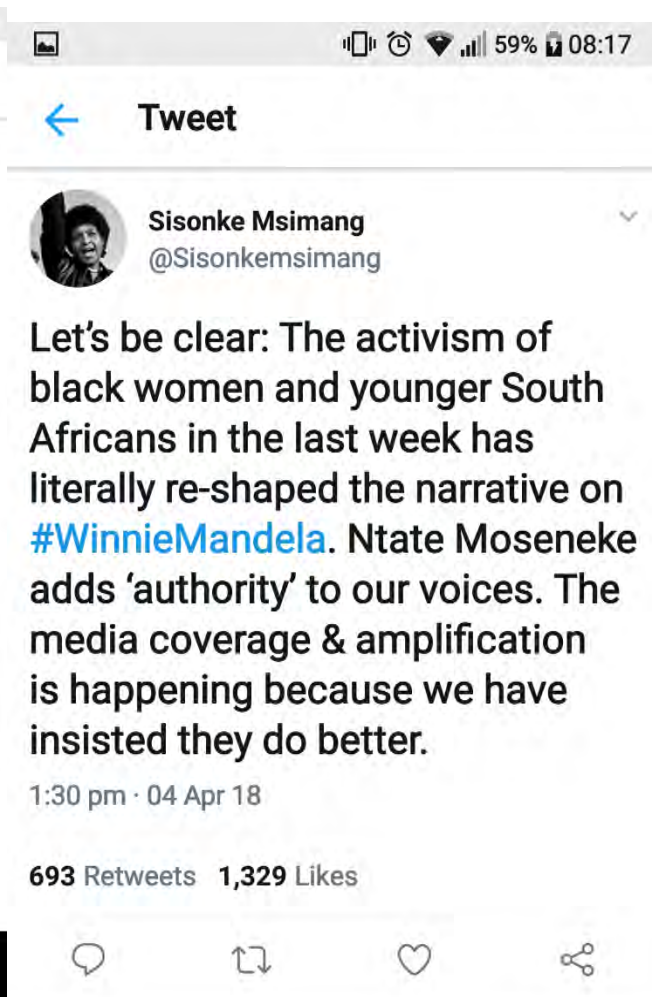 59% 08:17
Tweet
Sisonke Msimang
@Sisonkemsimang
Let's be clear: The activism of
black women and younger South
Africans in the last week has
literally re-shaped the narrative on
#WinnieMandela. Ntate Moseneke
adds ‘authority’ to our voices. The
media coverage & amplification
is happening because we have
insisted they do better.
1:30 pm · 04 Apr 18
693 Retweets 1,329 Likes